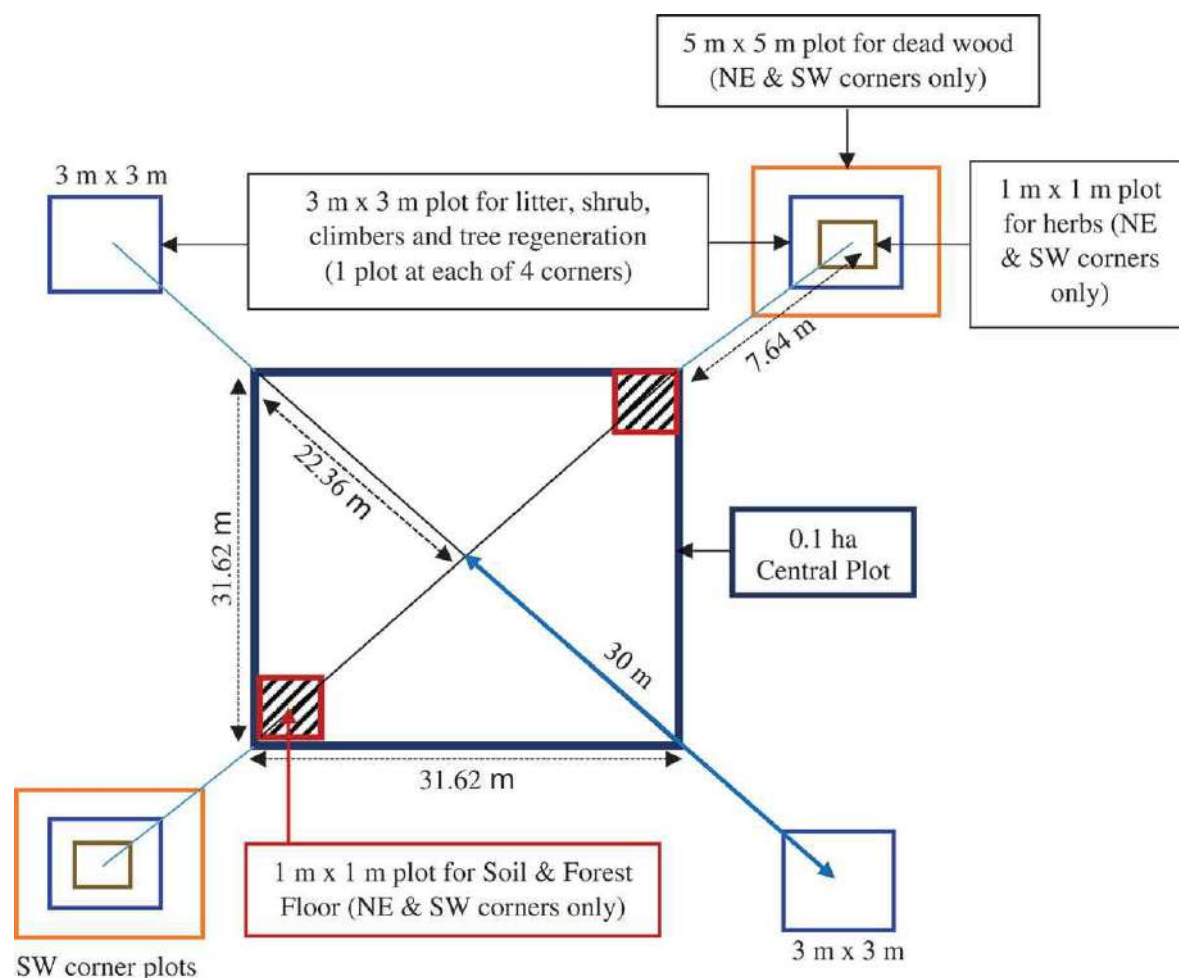 5 m x 5 m plot for dead wood
(NE & SW corners only)
3 m x 3 m
3 m x 3 m plot for litter, shrub,
climbers and tree regeneration
(1 plot at each of 4 corners)
1 m x 1 m plot
for herbs (NE
& SW corners
only)
7.64 m
22.36 m
31.62 m
0.1 ha
Central Plot
30 m
31.62 m
1 m x 1 m plot for Soil & Forest
Floor (NE & SW corners only)
3 m x 3 m
SW corner plots